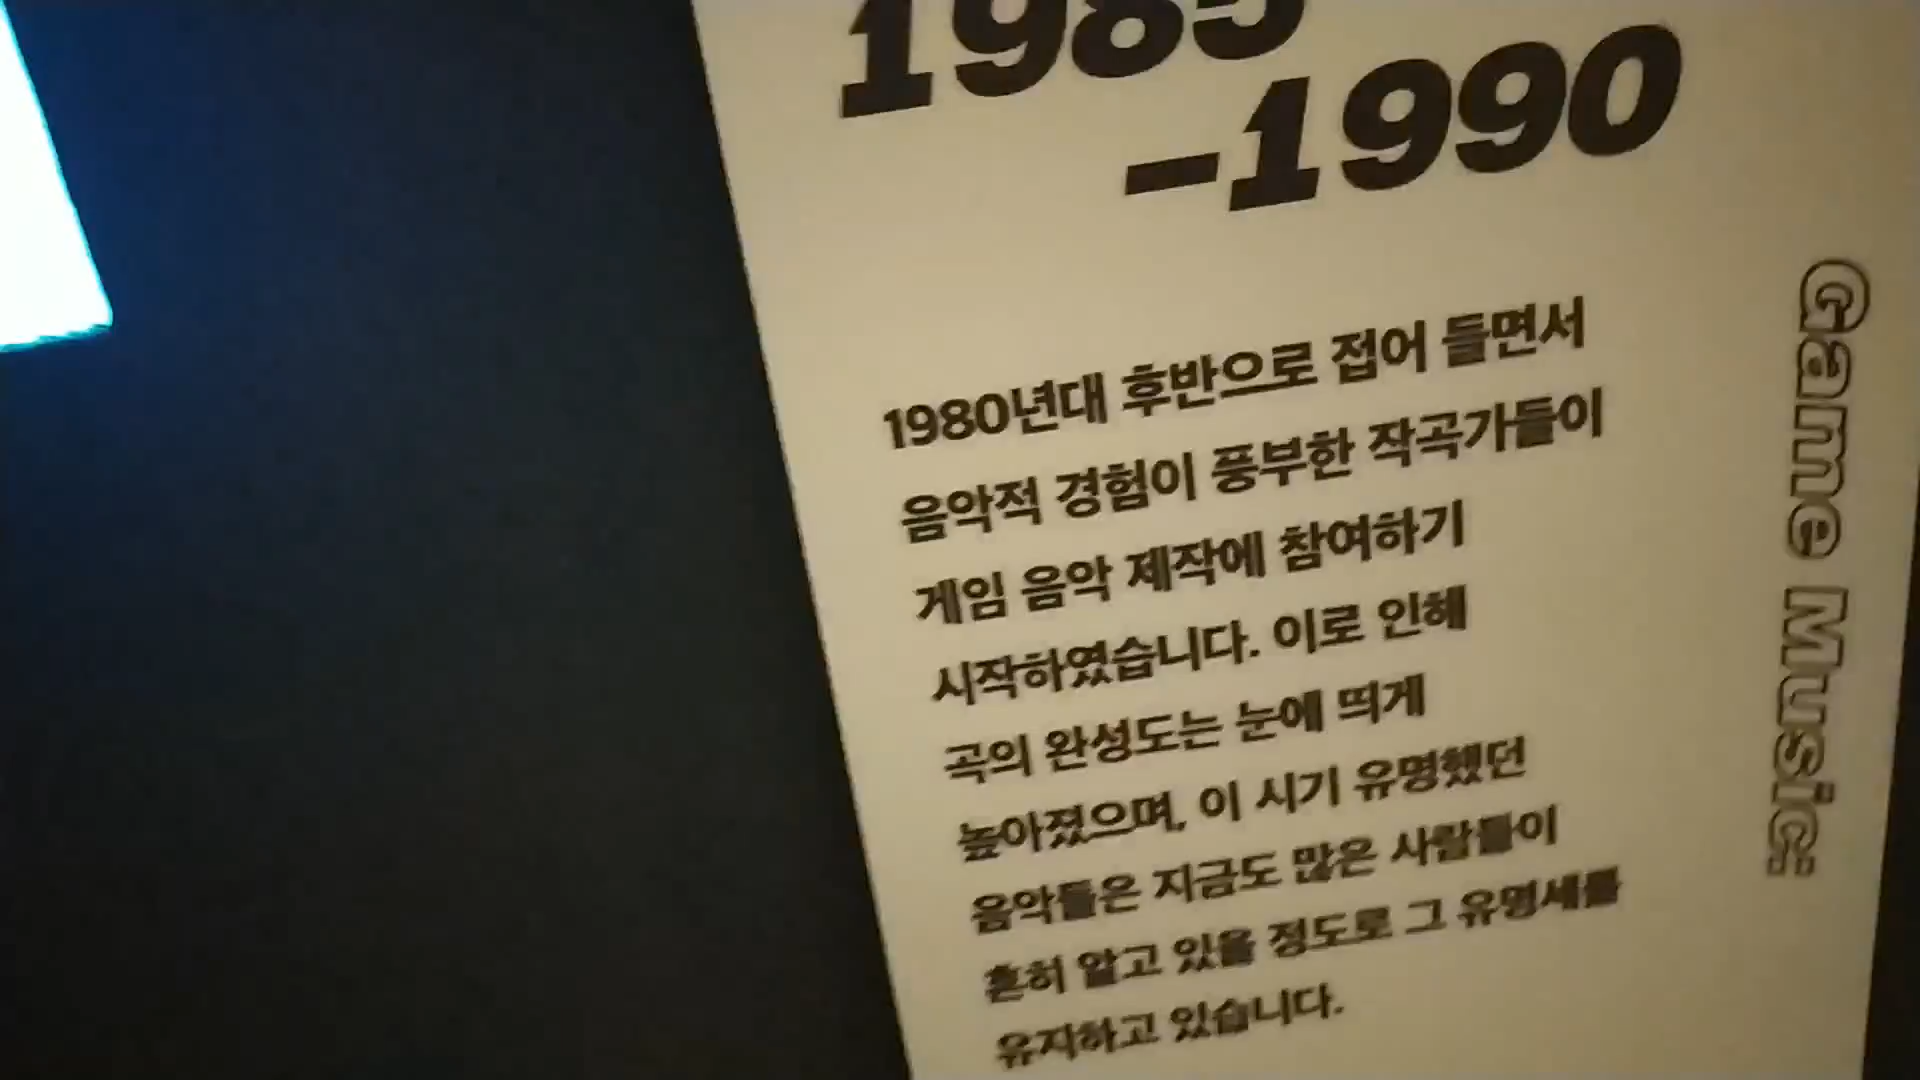 1985
-1990
1980년대 후반으로 접어 들면서
음악적 경험이 풍부한 작곡가들이
게임 음악 제작에 참여하기
시작하였습니다. 이로 인해
곡의 완성도는 눈에 띄게
높아졌으며, 이 시기 유명했던
음악들은 지금도 많은 사람들이
흔히 알고 있을 정도로 그 유명세를
유지하고 있습니다.
Game Music